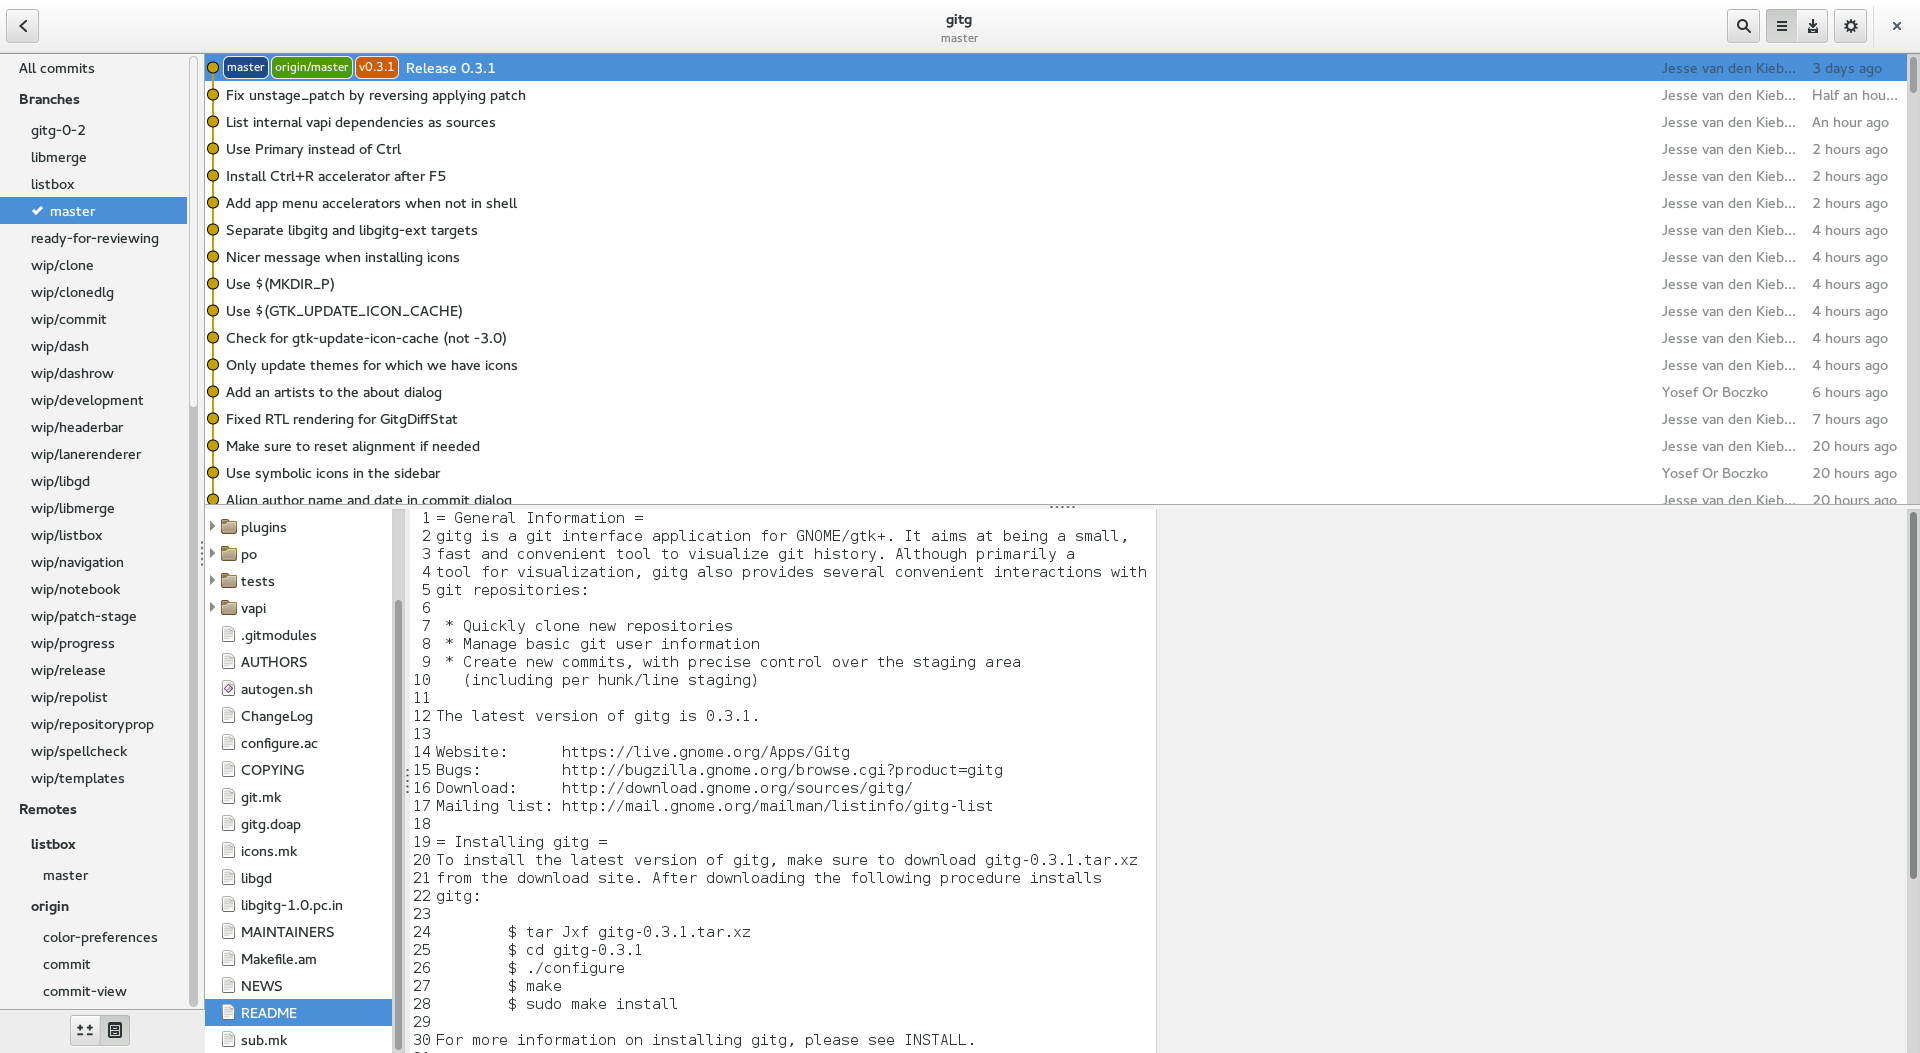 gitg
master
All commits
Branches
gitg-0-2
libmerge
listbox
master
ready-for-reviewing
wip/clone
wip/clonedlg
wip/commit
wip/dash
wip/dashrow
wip/development
wip/headerbar
wip/lanerenderer
wip/libgd
wip/libmerge
wip/listbox
wip/navigation
wip/notebook
wip/patch-stage
wip/progress
wip/release
wip/repolist
wip/repositoryprop
wip/spellcheck
wip/templates
Remotes
listbox
master
origin
color-preferences
commit
commit-view
master origin/master v0.3.1 Release 0.3.1 Jesse van den Kieb... 3 days ago
Fix unstage_patch by reversing applying patch Jesse van den Kieb... Half an hou...
List internal vapi dependencies as sources Jesse van den Kieb... An hour ago
Use Primary instead of Ctrl Jesse van den Kieb... 2 hours ago
Install Ctrl+R accelerator after F5 Jesse van den Kieb... 2 hours ago
Add app menu accelerators when not in shell Jesse van den Kieb... 2 hours ago
Separate libgitg and libgitg-ext targets Jesse van den Kieb... 4 hours ago
Nicer message when installing icons Jesse van den Kieb... 4 hours ago
Use $(MKDIR_P) Jesse van den Kieb... 4 hours ago
Use $(GTK_UPDATE_ICON_CACHE) Jesse van den Kieb... 4 hours ago
Check for gtk-update-icon-cache (not -3.0) Jesse van den Kieb... 4 hours ago
Only update themes for which we have icons Jesse van den Kieb... 4 hours ago
Add an artists to the about dialog Yosef Or Boczko 6 hours ago
Fixed RTL rendering for GitgDiffStat Jesse van den Kieb... 7 hours ago
Make sure to reset alignment if needed Jesse van den Kieb... 20 hours ago
Use symbolic icons in the sidebar Yosef Or Boczko 20 hours ago
Align author name and date in commit dialog Jesse van den Kieb... 20 hours ago
plugins
po
tests
vapi
.gitmodules
AUTHORS
autogen.sh
ChangeLog
configure.ac
COPYING
git.mk
gitg.doap
icons.mk
libgd
libgitg-1.0.pc.in
MAINTAINERS
Makefile.am
NEWS
README
sub.mk
1 = General Information =
2 gitg is a git interface application for GNOME/gtk+. It aims at being a small,
3 fast and convenient tool to visualize git history. Although primarily a
4 tool for visualization, gitg also provides several convenient interactions with
5 git repositories:
6
7 * Quickly clone new repositories
8 * Manage basic git user information
9 * Create new commits, with precise control over the staging area
10 (including per hunk/line staging)
11
12 The latest version of gitg is 0.3.1.
13
14 Website: https://live.gnome.org/Apps/Gitg
15 Bugs: http://bugzilla.gnome.org/browse.cgi?product=gitg
16 Download: http://download.gnome.org/sources/gitg/
17 Mailing list: http://mail.gnome.org/mailman/listinfo/gitg-list
18
19 = Installing gitg =
20 To install the latest version of gitg, make sure to download gitg-0.3.1.tar.xz
21 from the download site. After downloading the following procedure installs
22 gitg:
23
24 $ tar Jxf gitg-0.3.1.tar.xz
25 $ cd gitg-0.3.1
26 $ ./configure
27 $ make
28 $ sudo make install
29
30 For more information on installing gitg, please see INSTALL.